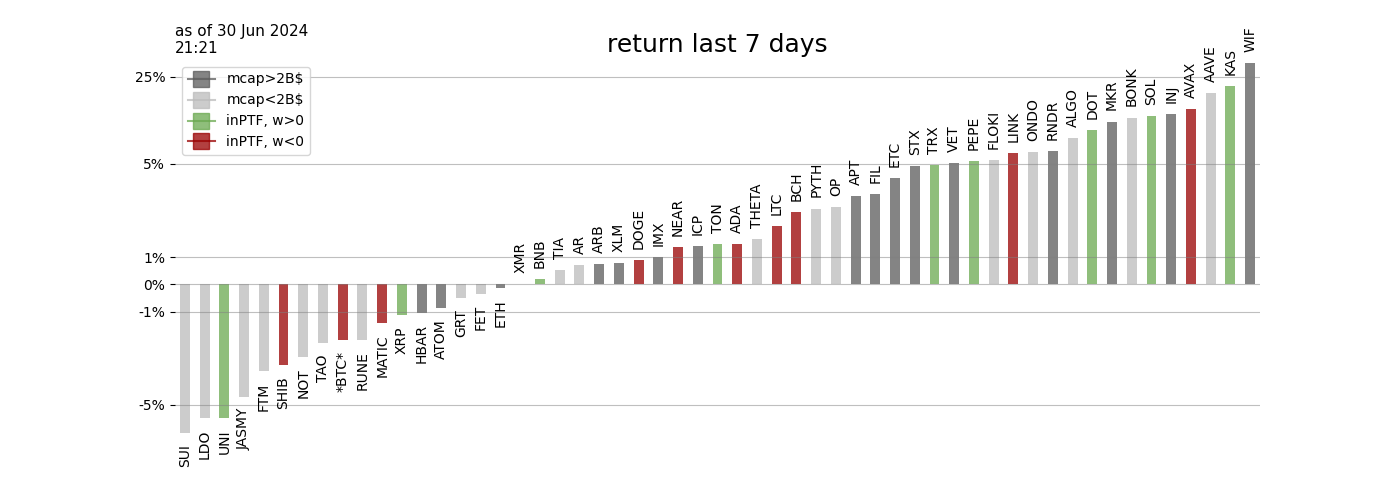 as of 30 Jun 2024
21:21
return last 7 days
mcap>2B$
mcap<2B$
inPTF, w>0
inPTF, w<0
25%
5%
1%
0%
-1%
-5%
SUI
LDO
UNI
JASMY
FTM
SHIB
NOT
TAO
*BTC*
RUNE
MATIC
XRP
HBAR
ATOM
GRT
FET
ETH
XMR
BNB
TIA
AR
ARB
XLM
DOGE
IMX
NEAR
ICP
TON
ADA
THETA
LTC
BCH
PYTH
OP
APT
FIL
ETC
STX
TRX
VET
PEPE
FLOKI
LINK
ONDO
RNDR
ALGO
DOT
MKR
BONK
SOL
INJ
AVAX
AAVE
KAS
WIF